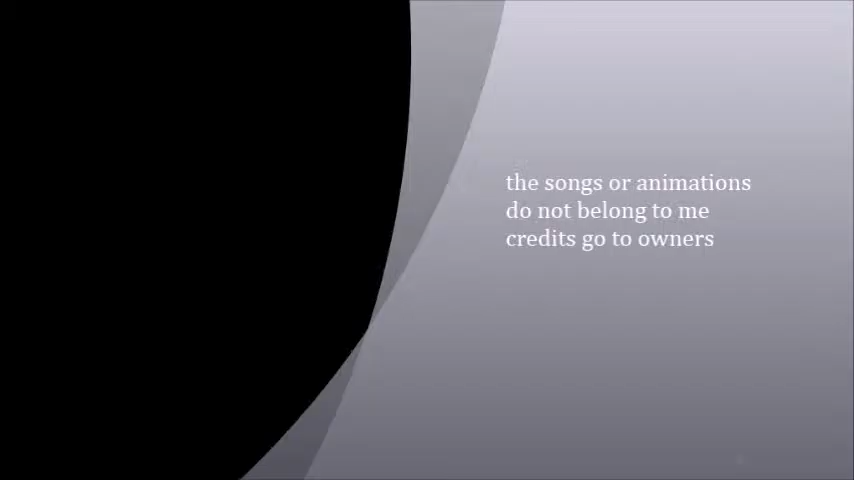 the songs or animations
do not belong to me
credits go to owners